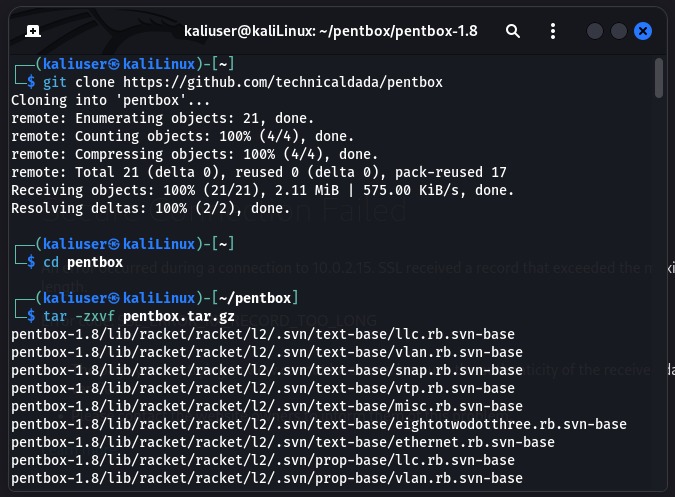 kaliuser@kaliLinux: ~/pentbox/pentbox-1.8
(kaliuser㉿kaliLinux)-[~]
$ git clone https://github.com/technicaldada/pentbox
Cloning into 'pentbox'...
remote: Enumerating objects: 21, done.
remote: Counting objects: 100% (4/4), done.
remote: Compressing objects: 100% (4/4), done.
remote: Total 21 (delta 0), reused 0 (delta 0), pack-reused 17
Receiving objects: 100% (21/21), 2.11 MiB | 575.00 KiB/s, done.
Resolving deltas: 100% (2/2), done.
Failed
(kaliuser㉿kaliLinux)-[~]
$ cd pentbox
occurred during a connection to 10.0.2.15. SSL received a record that exceeded the
length.
(kaliuser㉿kaliLinux)-[~/pentbox]
$ tar -zxvf pentbox.tar.gz
RECORD_TOO_LONG
pentbox-1.8/lib/racket/racket/l2/.svn/text-base/llc.rb.svn-base
pentbox-1.8/lib/racket/racket/l2/.svn/text-base/vlan.rb.svn-base
pentbox-1.8/lib/racket/racket/l2/.svn/text-base/snap.rb.svn-base
of the
pentbox-1.8/lib/racket/racket/l2/.svn/text-base/vtp.rb.svn-base
pentbox-1.8/lib/racket/racket/l2/.svn/text-base/misc.rb.svn-base
pentbox-1.8/lib/racket/racket/l2/.svn/text-base/eightotwodotthree.rb.svn-base
pentbox-1.8/lib/racket/racket/l2/.svn/text-base/ethernet.rb.svn-base
pentbox-1.8/lib/racket/racket/l2/.svn/prop-base/llc.rb.svn-base
pentbox-1.8/lib/racket/racket/l2/.svn/prop-base/vlan.rb.svn-base